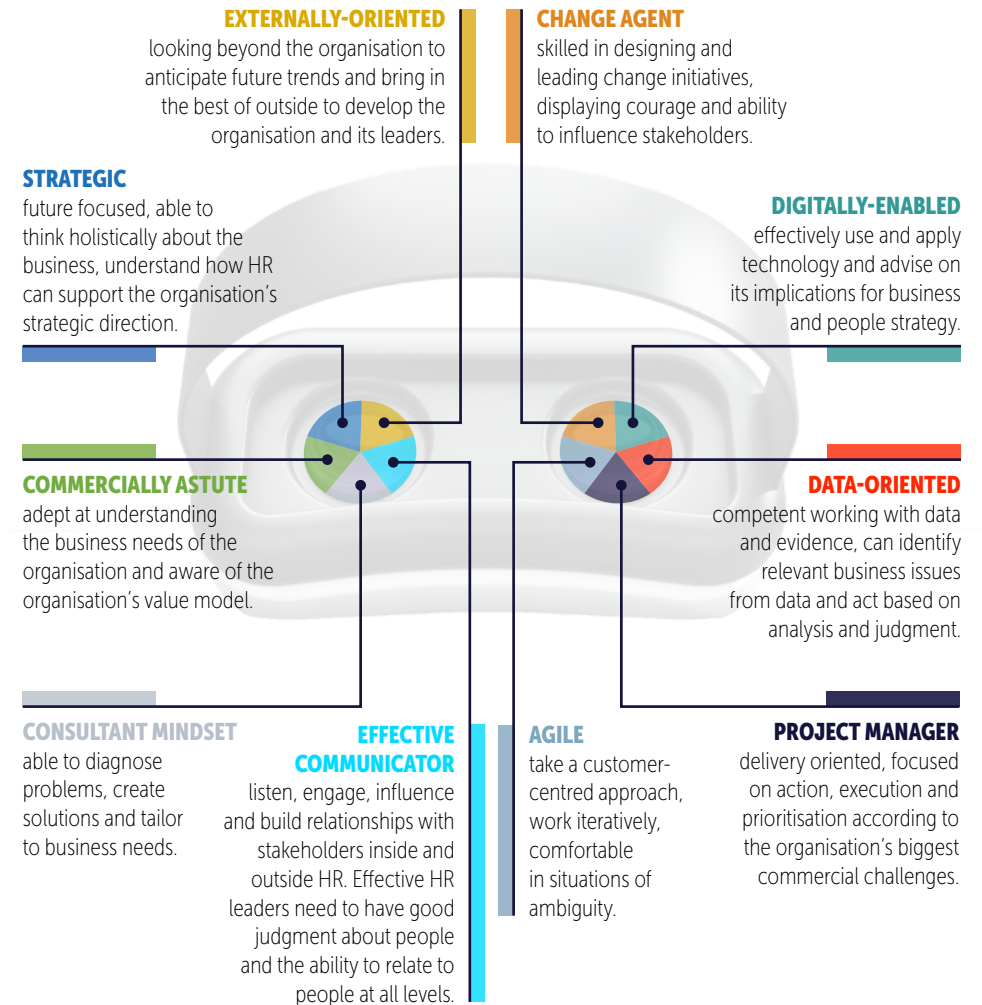 EXTERNALLY-ORIENTED
looking beyond the organisation to
anticipate future trends and bring in
the best of outside to develop the
organisation and its leaders.
CHANGE AGENT
skilled in designing and
leading change initiatives,
displaying courage and ability
to influence stakeholders.
STRATEGIC
future focused, able to
think holistically about the
business, understand how HR
can support the organisation's
strategic direction.
DIGITALLY-ENABLED
effectively use and apply
technology and advise on
its implications for business
and people strategy.
COMMERCIALLY ASTUTE
adept at understanding
the business needs of the
organisation and aware of the
organisation's value model.
DATA-ORIENTED
competent working with data
and evidence, can identify
relevant business issues
from data and act based on
analysis and judgment.
CONSULTANT MINDSET
able to diagnose
problems, create
solutions and tailor
to business needs.
EFFECTIVE
COMMUNICATOR
listen, engage, influence
and build relationships with
stakeholders inside and
outside HR. Effective HR
leaders need to have good
judgment about people
and the ability to relate to
people at all levels.
AGILE
take a customer-
centred approach,
work iteratively,
comfortable
in situations of
ambiguity.
PROJECT MANAGER
delivery oriented, focused
on action, execution and
prioritisation according to
the organisation's biggest
commercial challenges.